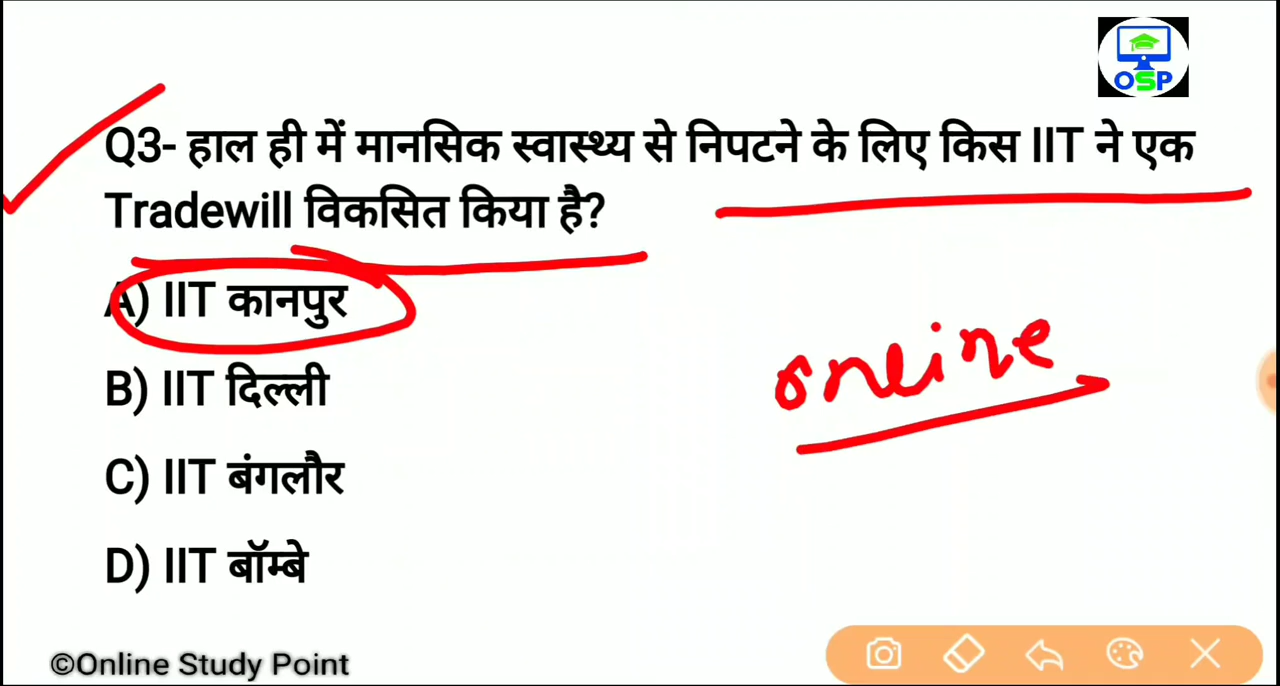 OSP
Q3- हाल ही में मानसिक स्वास्थ्य से निपटने के लिए किस IIT ने एक
Tradewill विकसित किया है?
A) IIT कानपुर
B) IIT दिल्ली
online
C) IIT बंगलौर
D) IIT बॉम्बे
©Online Study Point